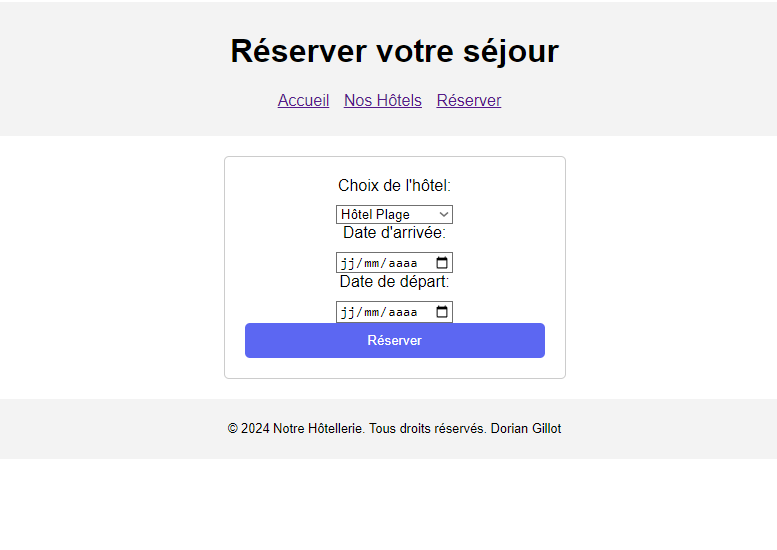 Réserver votre séjour
Accueil Nos Hôtels Réserver
Choix de l'hôtel:
Hôtel Plage
Date d'arrivée:
jj/mm/aaaa
Date de départ:
jj/mm/aaaa
Réserver
© 2024 Notre Hôtellerie. Tous droits réservés. Dorian Gillot